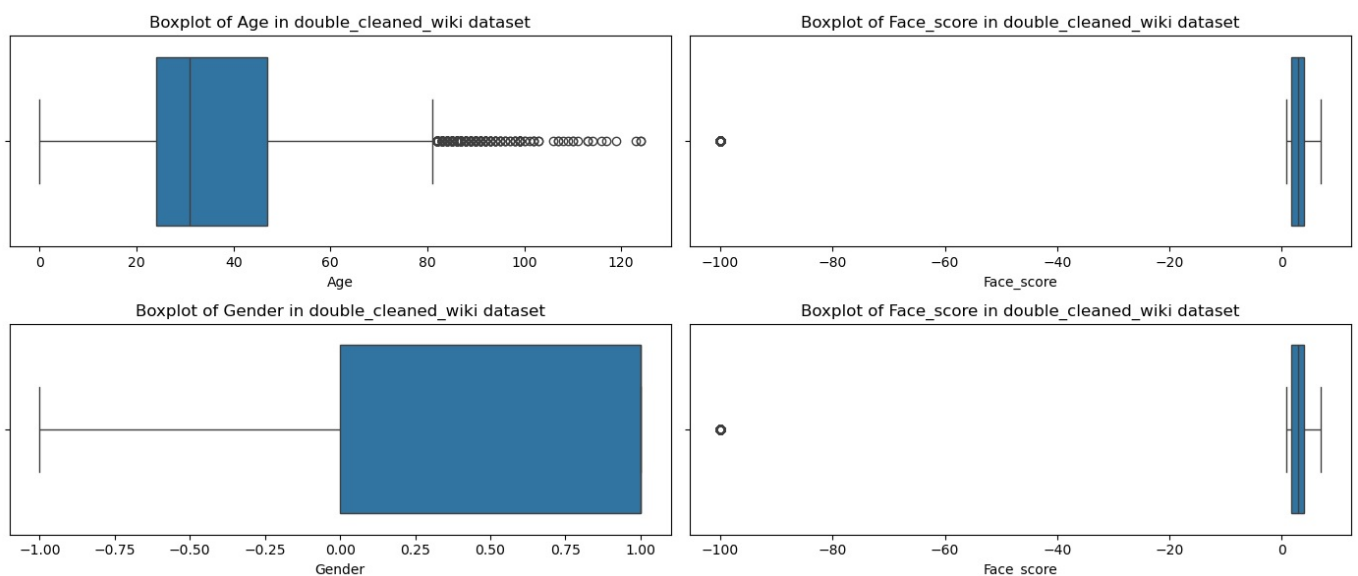 Boxplot of Age in double_cleaned_wiki dataset
0 20 40 60 80 100 120
Age
Boxplot of Face_score in double_cleaned_wiki dataset
−100 −80 −60 −40 −20 0
Face_score
Boxplot of Gender in double_cleaned_wiki dataset
−1.00 −0.75 −0.50 −0.25 0.00 0.25 0.50 0.75 1.00
Gender
Boxplot of Face_score in double_cleaned_wiki dataset
−100 −80 −60 −40 −20 0
Face_score